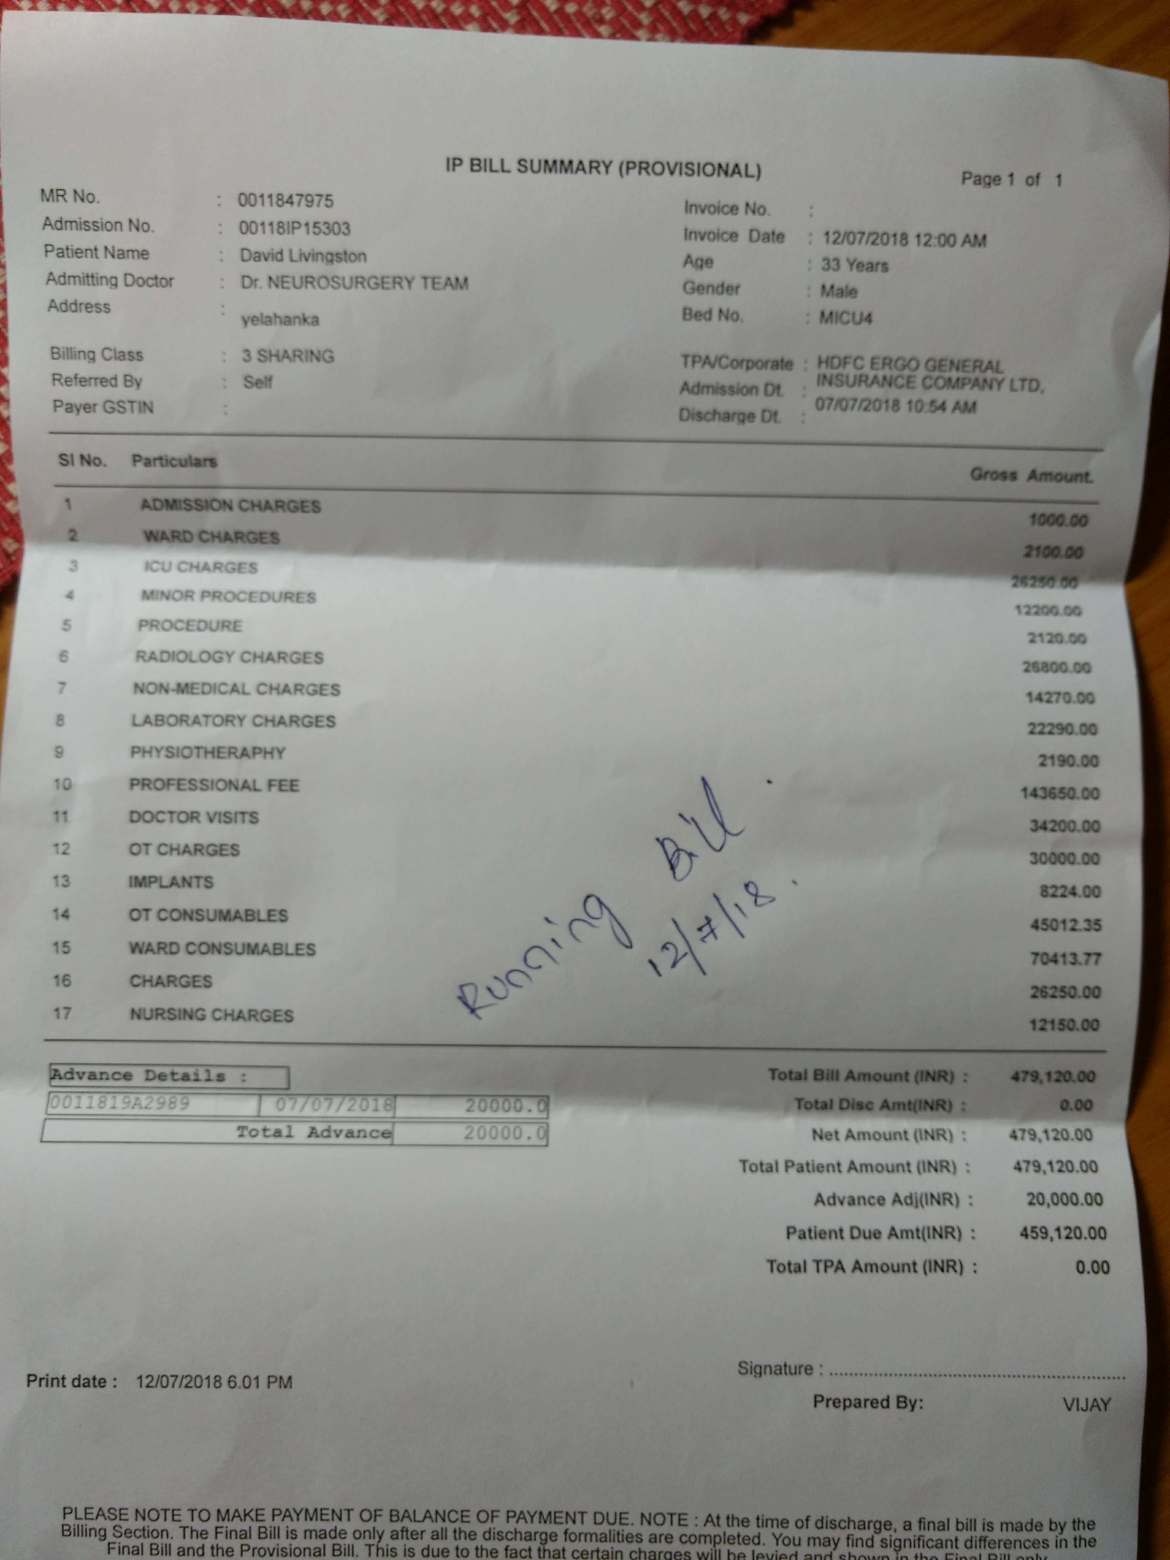 IP BILL SUMMARY (PROVISIONAL)
Page 1 of 1
MR No. : 0011847975
Admission No. : 00118IP15303
Patient Name : David Livingston
Admitting Doctor : Dr. NEUROSURGERY TEAM
Address : yelahanka
Billing Class : 3 SHARING
Referred By : Self
Payer GSTIN :
Invoice No. :
Invoice Date : 12/07/2018 12:00 AM
Age : 33 Years
Gender : Male
Bed No. : MICU4
TPA/Corporate : HDFC ERGO GENERAL
INSURANCE COMPANY LTD.
Admission Dt. : 07/07/2018 10:54 AM
Discharge Dt. :
SI No. Particulars Gross Amount.
1 ADMISSION CHARGES 1000.00
2 WARD CHARGES 2100.00
3 ICU CHARGES 26250.00
4 MINOR PROCEDURES 12200.00
5 PROCEDURE 2120.00
6 RADIOLOGY CHARGES 26800.00
7 NON-MEDICAL CHARGES 14270.00
8 LABORATORY CHARGES 22290.00
9 PHYSIOTHERAPHY 2190.00
10 PROFESSIONAL FEE 143650.00
11 DOCTOR VISITS 34200.00
12 OT CHARGES 30000.00
13 IMPLANTS 8224.00
14 OT CONSUMABLES 45012.35
15 WARD CONSUMABLES 70413.77
16 CHARGES 26250.00
17 NURSING CHARGES 12150.00
Running Bill.
12/7/18.
Advance Details :
0011819A2989 07/07/2018 20000.0
Total Advance 20000.0
Total Bill Amount (INR) : 479,120.00
Total Disc Amt(INR) : 0.00
Net Amount (INR) : 479,120.00
Total Patient Amount (INR) : 479,120.00
Advance Adj(INR) : 20,000.00
Patient Due Amt(INR) : 459,120.00
Total TPA Amount (INR) : 0.00
Signature : ............................................................
Print date : 12/07/2018 6.01 PM
Prepared By: VIJAY
PLEASE NOTE TO MAKE PAYMENT OF BALANCE OF PAYMENT DUE. NOTE : At the time of discharge, a final bill is made by the
Billing Section. The Final Bill is made only after all the discharge formalities are completed. You may find significant differences in the
Final Bill and the Provisional Bill. This is due to the fact that certain charges will be levied and shown in the Final Bill only